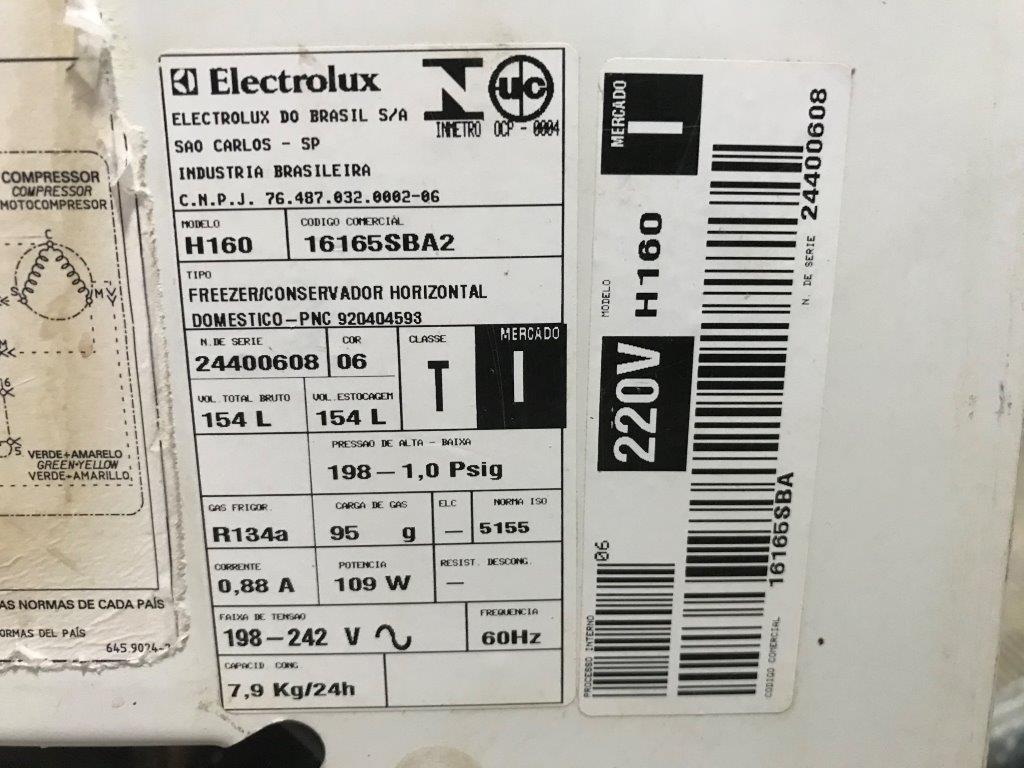 COMPRESSOR
COMPRESSOR
MOTOCOMPRESOR
C
M
6
S
VERDE+AMARELO
GREEN+YELLOW
VERDE+AMARILLO
AS NORMAS DE CADA PAÍS
ORMAS DEL PAÍS
Electrolux
ELECTROLUX DO BRASIL S/A
SAO CARLOS - SP
INDUSTRIA BRASILEIRA
C.N.P.J. 76.487.032.0002-06
UC
INMETRO OCP - 0004
MODELO
H160
CODIGO COMERCIAL
16165SBA2
TIPO
FREEZER/CONSERVADOR HORIZONTAL
DOMESTICO-PNC 920404593
N.DE SERIE
24400608
COR
06
CLASSE
T
MERCADO
I
VOL.TOTAL BRUTO
154 L
VOL.ESTOCAGEM
154 L
PRESSAO DE ALTA - BAIXA
198-1,0 Psig
GAS FRIGOR.
R134a
CARGA DE GAS
95 g
ELC
-
NORMA ISO
5155
CORRENTE
0,88 A
POTENCIA
109 W
RESIST. DESCONG.
-
FAIXA DE TENSAO
198-242 V
FREQUENCIA
60Hz
CAPACID CONG.
7,9 Kg/24h
MERCADO
I
MODELO
H160
220V
N. DE SERIE 24400608
PROCESSO INTERNO
06
CODIGO COMERCIAL 16165SBA